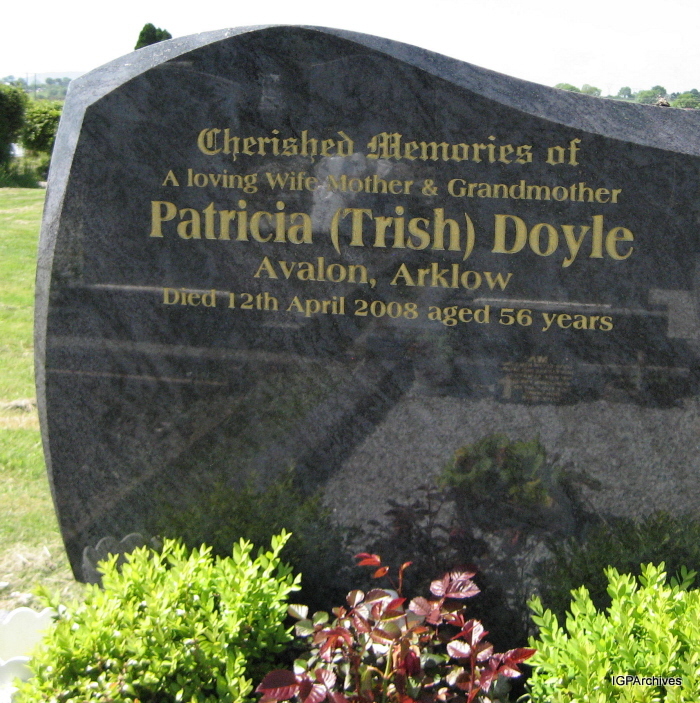 Cherished Memories of
A loving Wife Mother & Grandmother
Patricia (Trish) Doyle
Avalon, Arklow
Died 12th April 2008 aged 56 years
IGPArchives